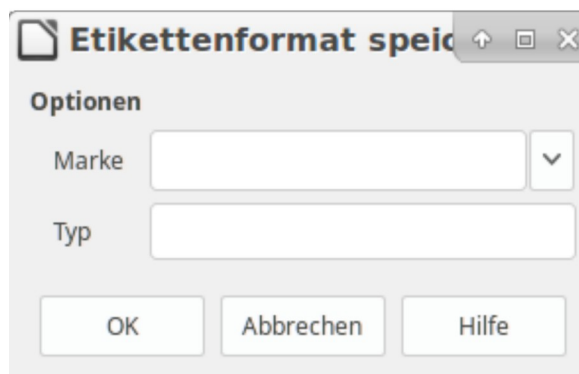 Etikettenformat speic
Optionen
Marke
Typ
OK Abbrechen Hilfe